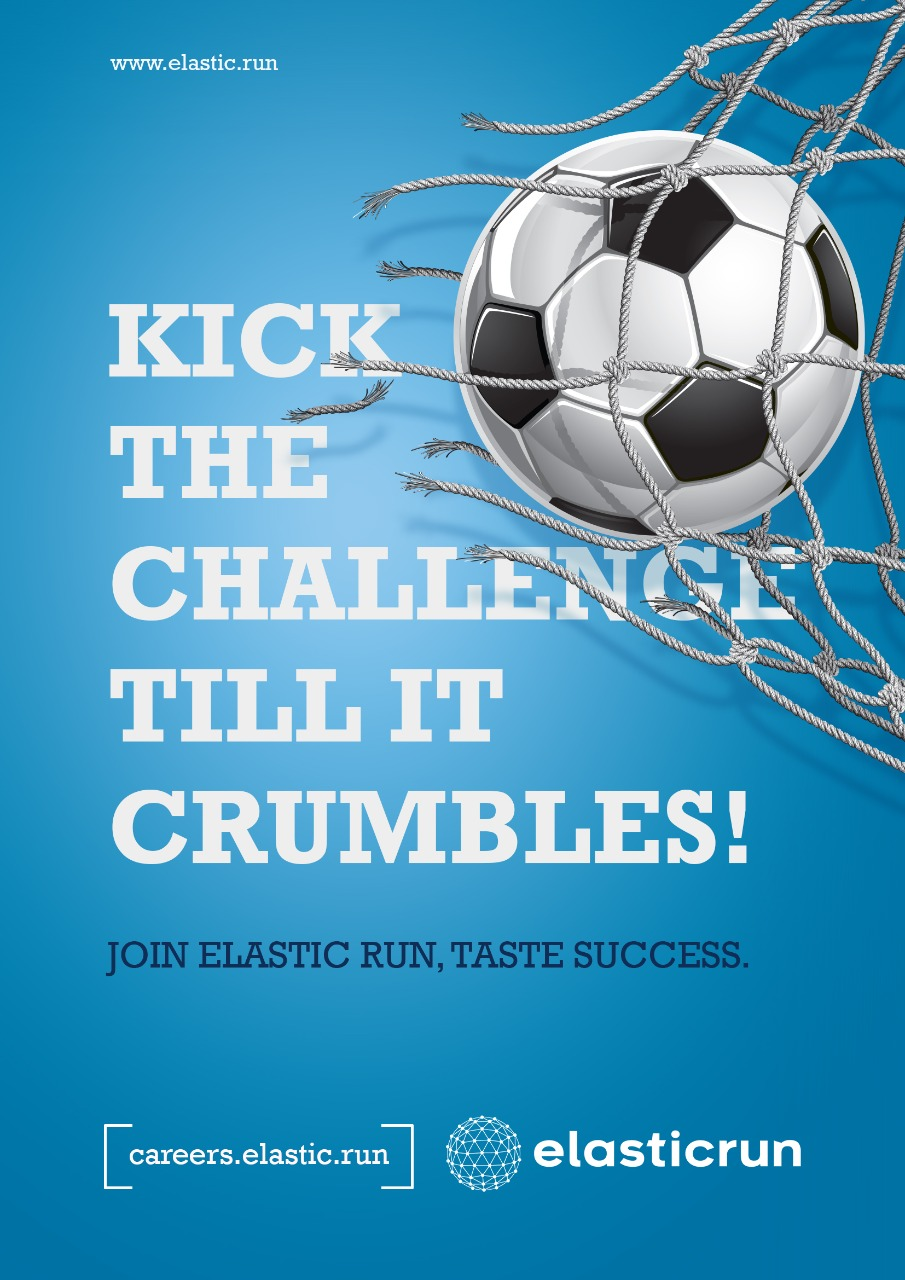 www.elastic.run
KICK
THE
CHALLENGE
TILL IT
CRUMBLES!
JOIN ELASTIC RUN, TASTE SUCCESS.
careers.elastic.run
elasticrun